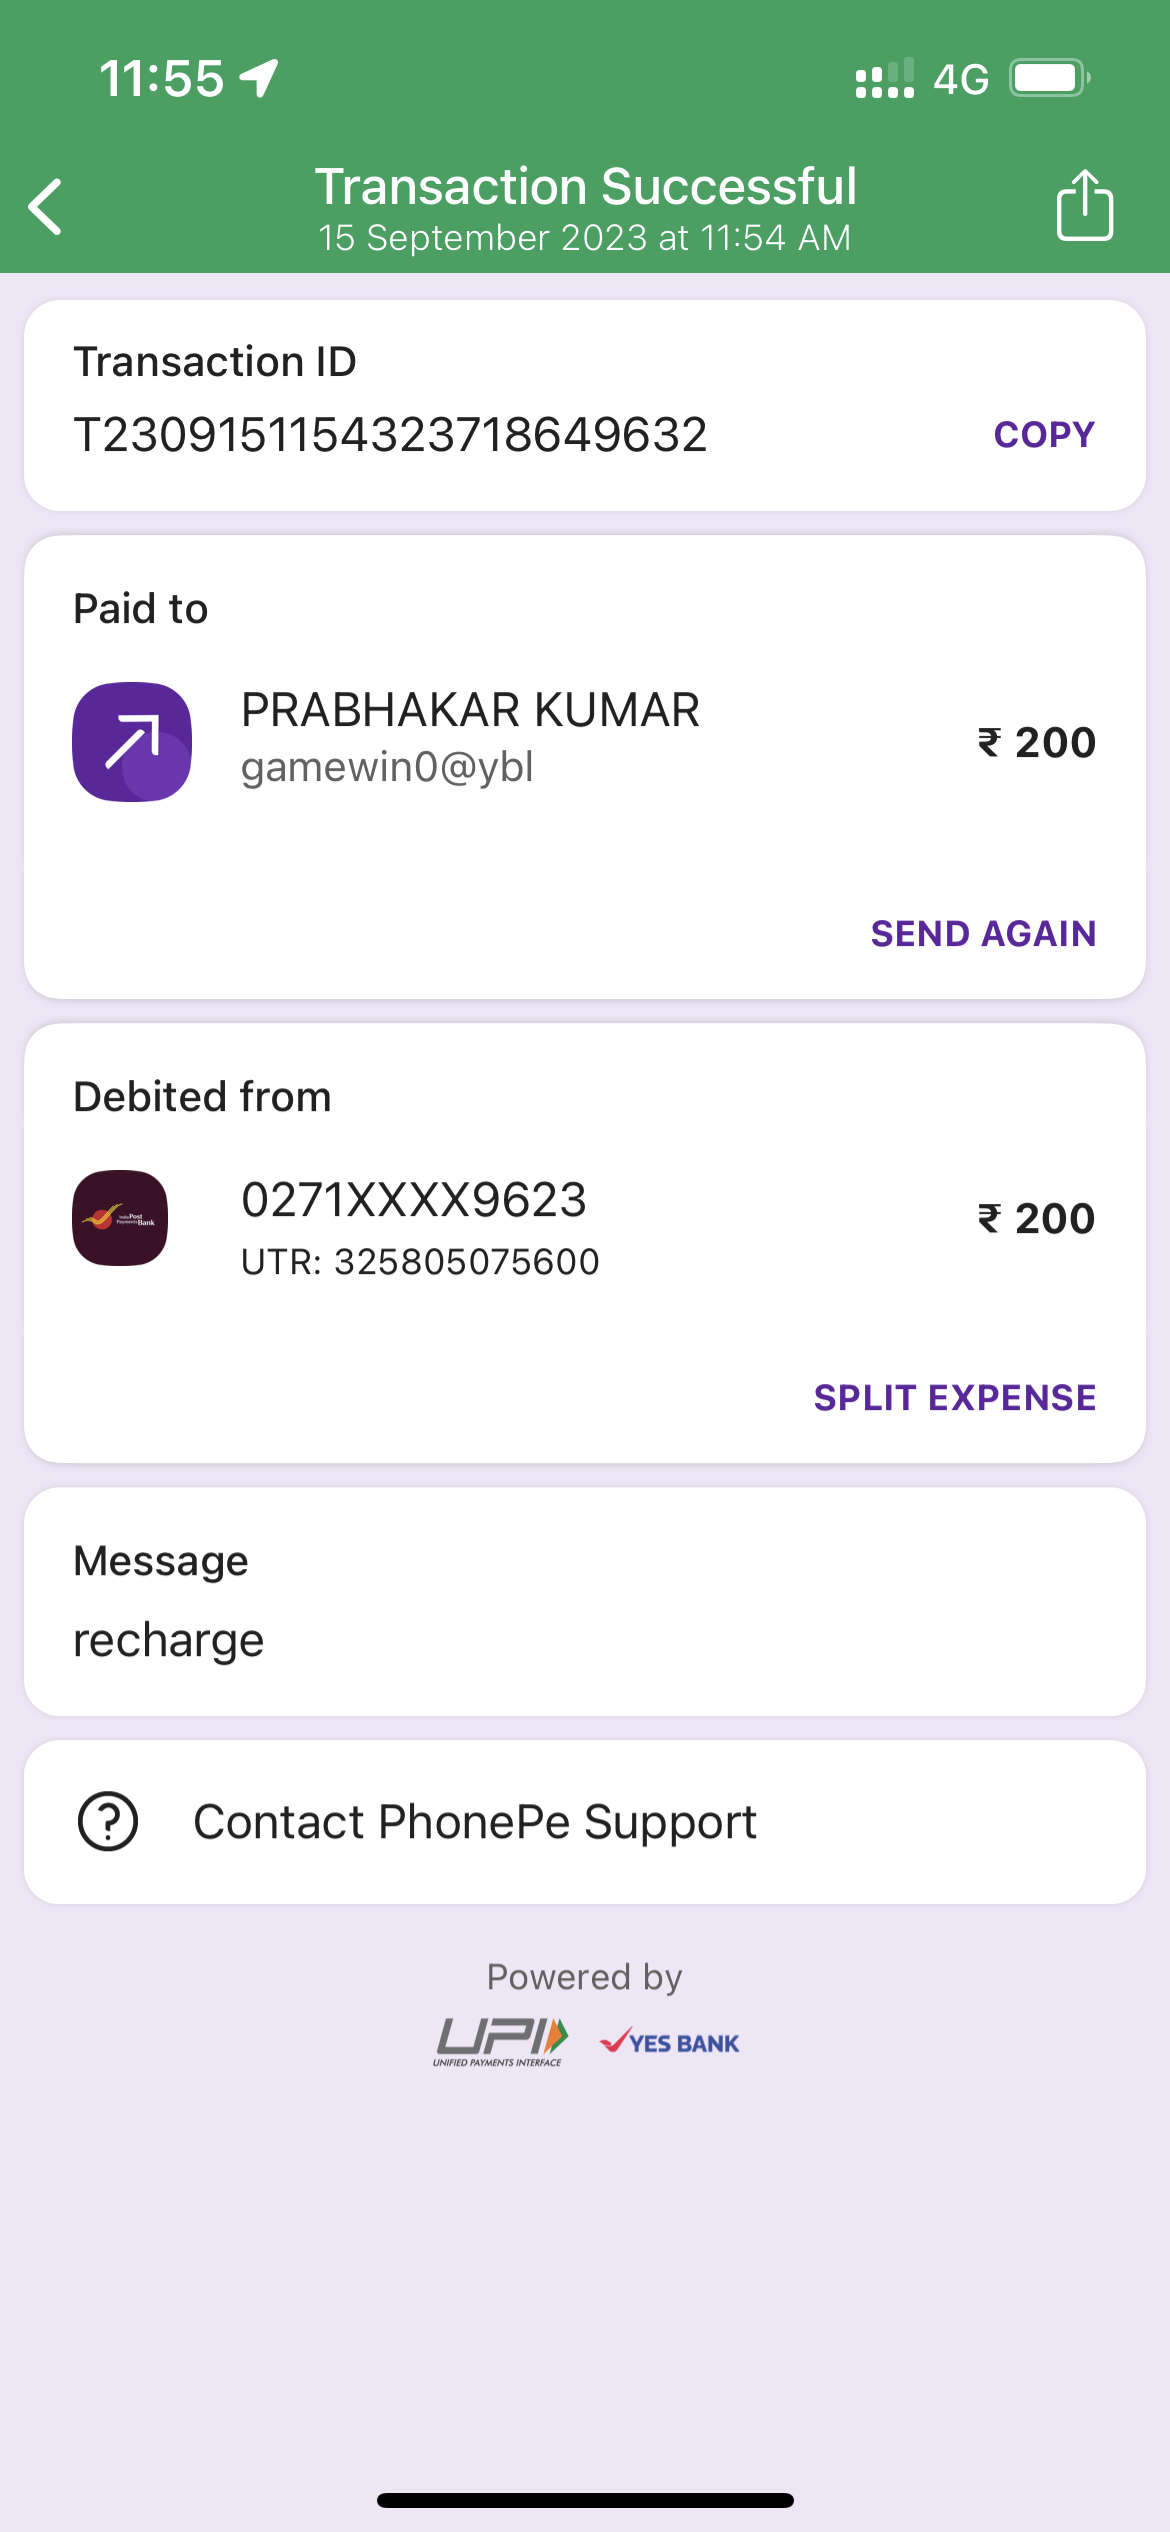 11:55
4G
Transaction Successful
15 September 2023 at 11:54 AM
Transaction ID
T2309151154323718649632
COPY
Paid to
PRABHAKAR KUMAR
gamewin0@ybl
₹ 200
SEND AGAIN
Debited from
India Post
Payments Bank
0271XXXX9623
UTR: 325805075600
₹ 200
SPLIT EXPENSE
Message
recharge
Contact PhonePe Support
Powered by
UPI
UNIFIED PAYMENTS INTERFACE
YES BANK